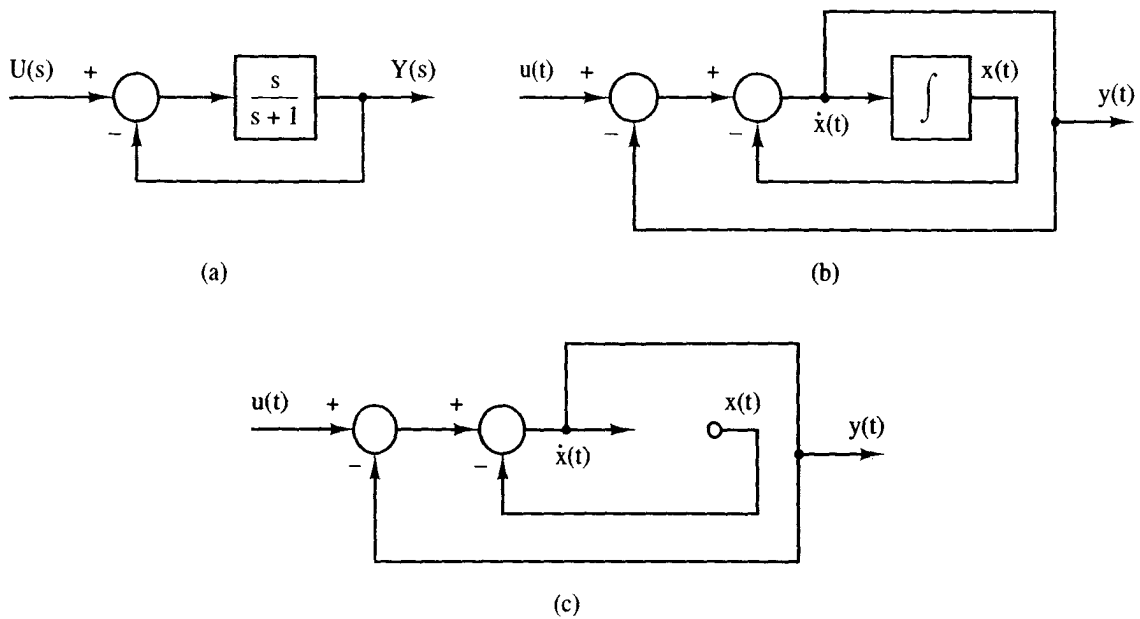 U(s) + − s/(s + 1) Y(s)
(a)
u(t) + − + − ẋ(t) ∫ x(t) y(t)
(b)
u(t) + − + − ẋ(t) x(t) y(t)
(c)